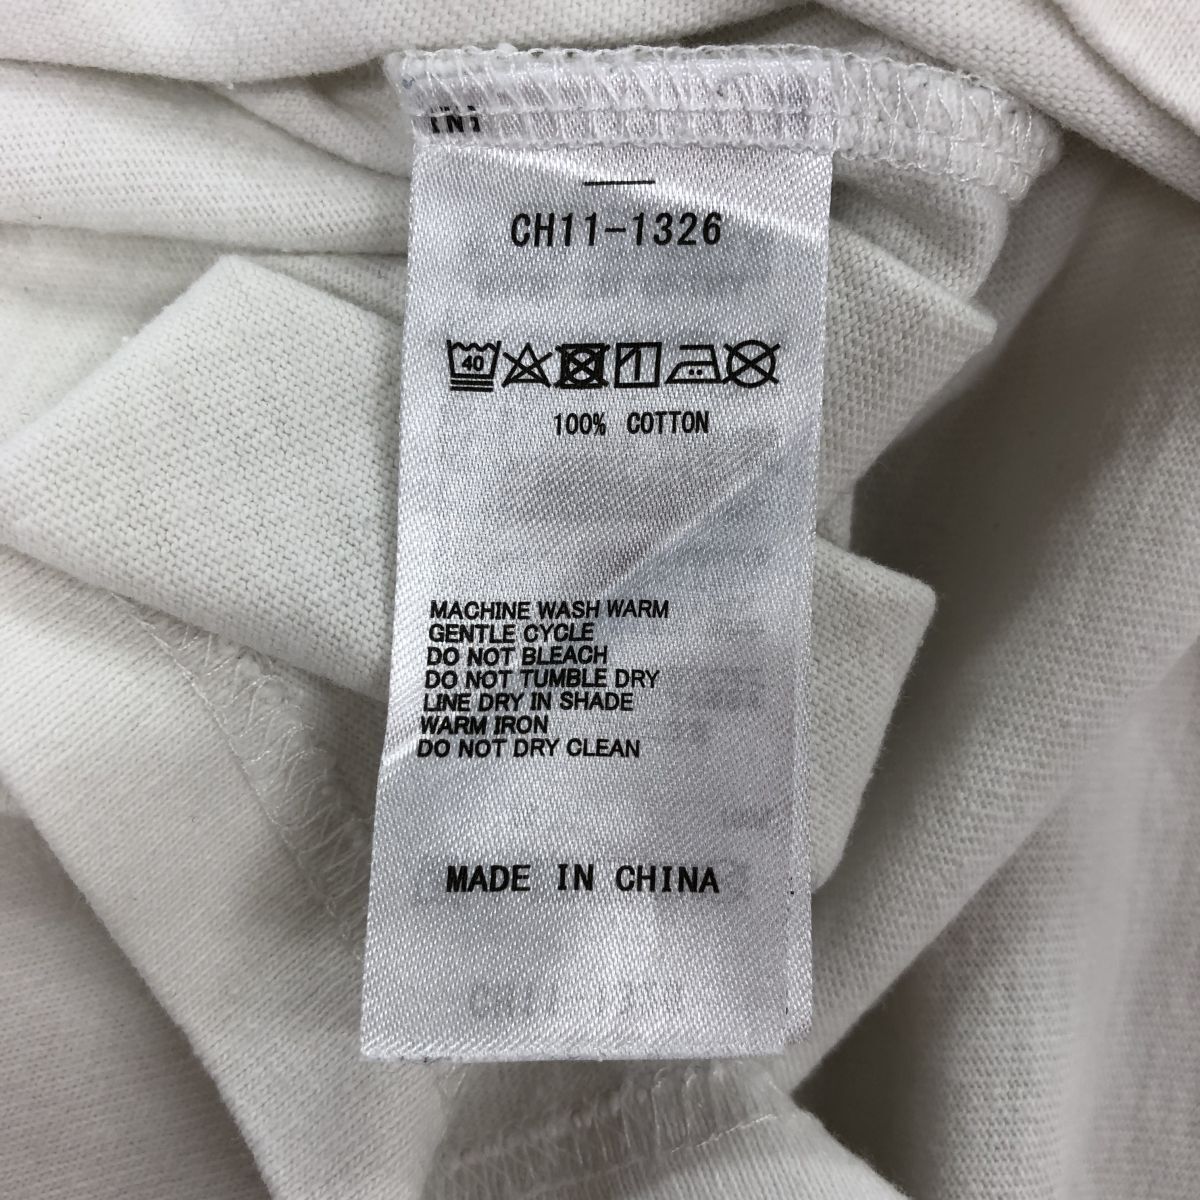 CH11-1326
40
100% COTTON
MACHINE WASH WARM
GENTLE CYCLE
DO NOT BLEACH
DO NOT TUMBLE DRY
LINE DRY IN SHADE
WARM IRON
DO NOT DRY CLEAN
MADE IN CHINA